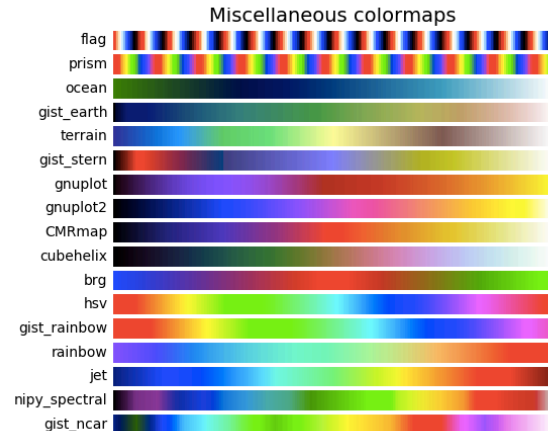 Miscellaneous colormaps
flag
prism
ocean
gist_earth
terrain
gist_stern
gnuplot
gnuplot2
CMRmap
cubehelix
brg
hsv
gist_rainbow
rainbow
jet
nipy_spectral
gist_ncar